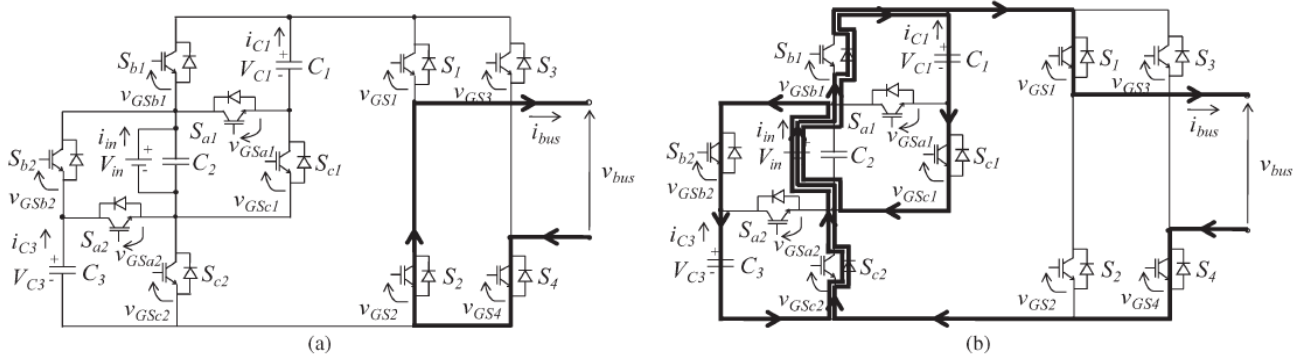 i_C1 S_b1 V_C1 + - C_1 S_1 S_3
v_GSb1 v_GS1 v_GS3
S_a1 v_GSa1 i_bus
S_b2 i_in V_in + - C_2 S_c1 v_bus
v_GSb2 v_GSc1
i_C3 S_a2 v_GSa2
V_C3 + - C_3 S_c2 S_2 S_4
v_GSc2 v_GS2 v_GS4
(a)
i_C1 S_b1 V_C1 + - C_1 S_1 S_3
v_GSb1 v_GS1 v_GS3
S_a1 v_GSa1 i_bus
S_b2 i_in V_in + C_2 S_c1 v_bus
v_GSb2 v_GSc1
i_C3 S_a2 v_GSa2
V_C3 + - C_3 S_c2 S_2 S_4
v_GSc2 v_GS2 v_GS4
(b)